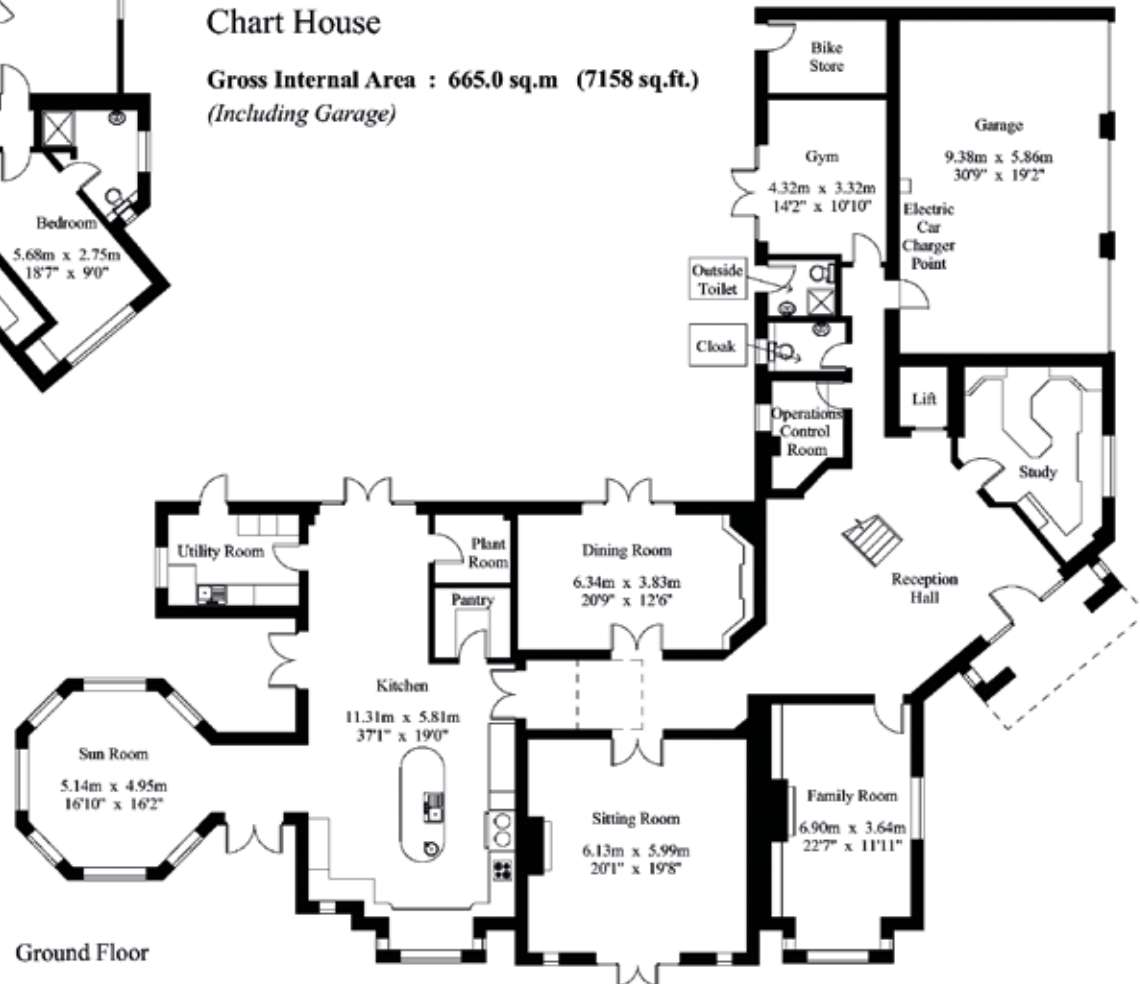 Chart House
Gross Internal Area : 665.0 sq.m (7158 sq.ft.)
(Including Garage)
Bedroom
5.68m x 2.75m
18'7" x 9'0"
Bike
Store
Garage
9.38m x 5.86m
30'9" x 19'2"
Gym
4.32m x 3.32m
14'2" x 10'10"
Electric
Car
Charger
Point
Outside
Toilet
Cloak
Operations
Control
Room
Lift
Study
Utility Room
Plant
Room
Pantry
Dining Room
6.34m x 3.83m
20'9" x 12'6"
Reception
Hall
Kitchen
11.31m x 5.81m
37'1" x 19'0"
Sun Room
5.14m x 4.95m
16'10" x 16'2"
Sitting Room
6.13m x 5.99m
20'1" x 19'8"
Family Room
6.90m x 3.64m
22'7" x 11'11"
Ground Floor